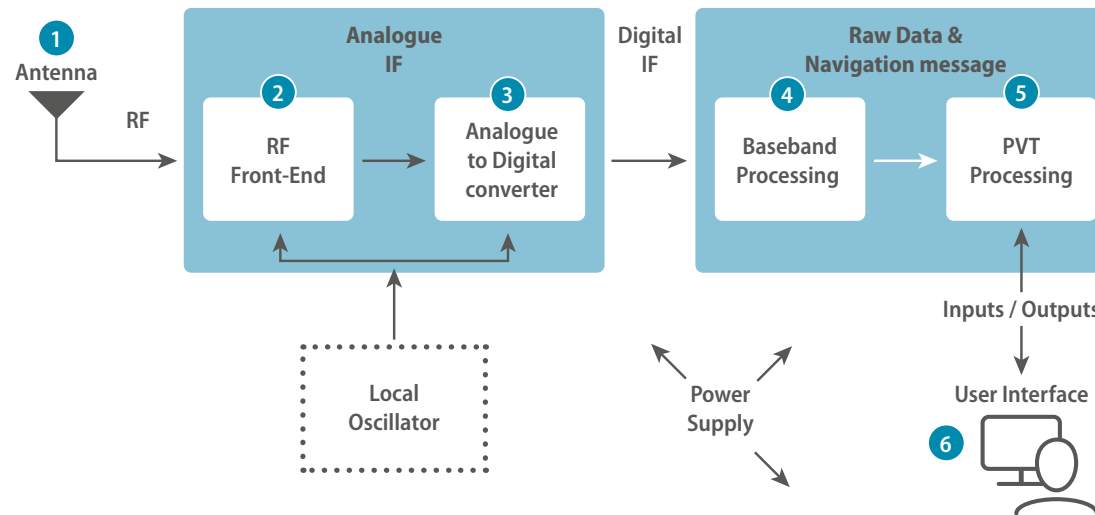 1
Antenna
RF
Analogue
IF
2
RF
Front-End
3
Analogue
to Digital
converter
Digital
IF
Raw Data &
Navigation message
4
Baseband
Processing
5
PVT
Processing
Local
Oscillator
Power
Supply
Inputs / Outputs
User Interface
6